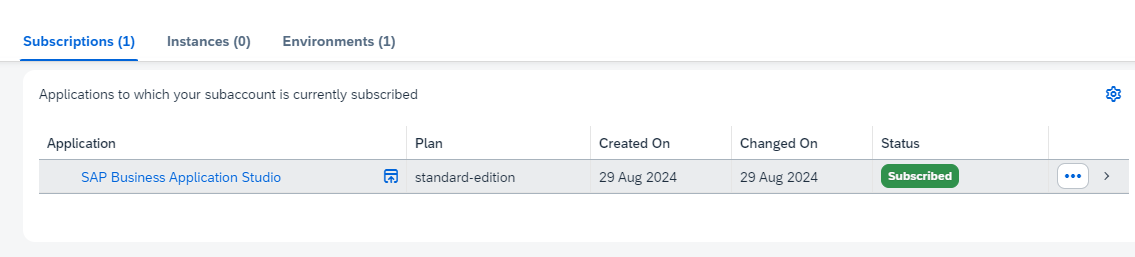 Subscriptions (1) Instances (0) Environments (1)
Applications to which your subaccount is currently subscribed
Application Plan Created On Changed On Status
SAP Business Application Studio standard-edition 29 Aug 2024 29 Aug 2024 Subscribed